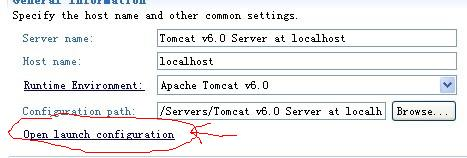 General Information
Specify the host name and other common settings.
Server name: Tomcat v6.0 Server at localhost
Host name: localhost
Runtime Environment: Apache Tomcat v6.0
Configuration path: /Servers/Tomcat v6.0 Server at localh Browse...
Open launch configuration